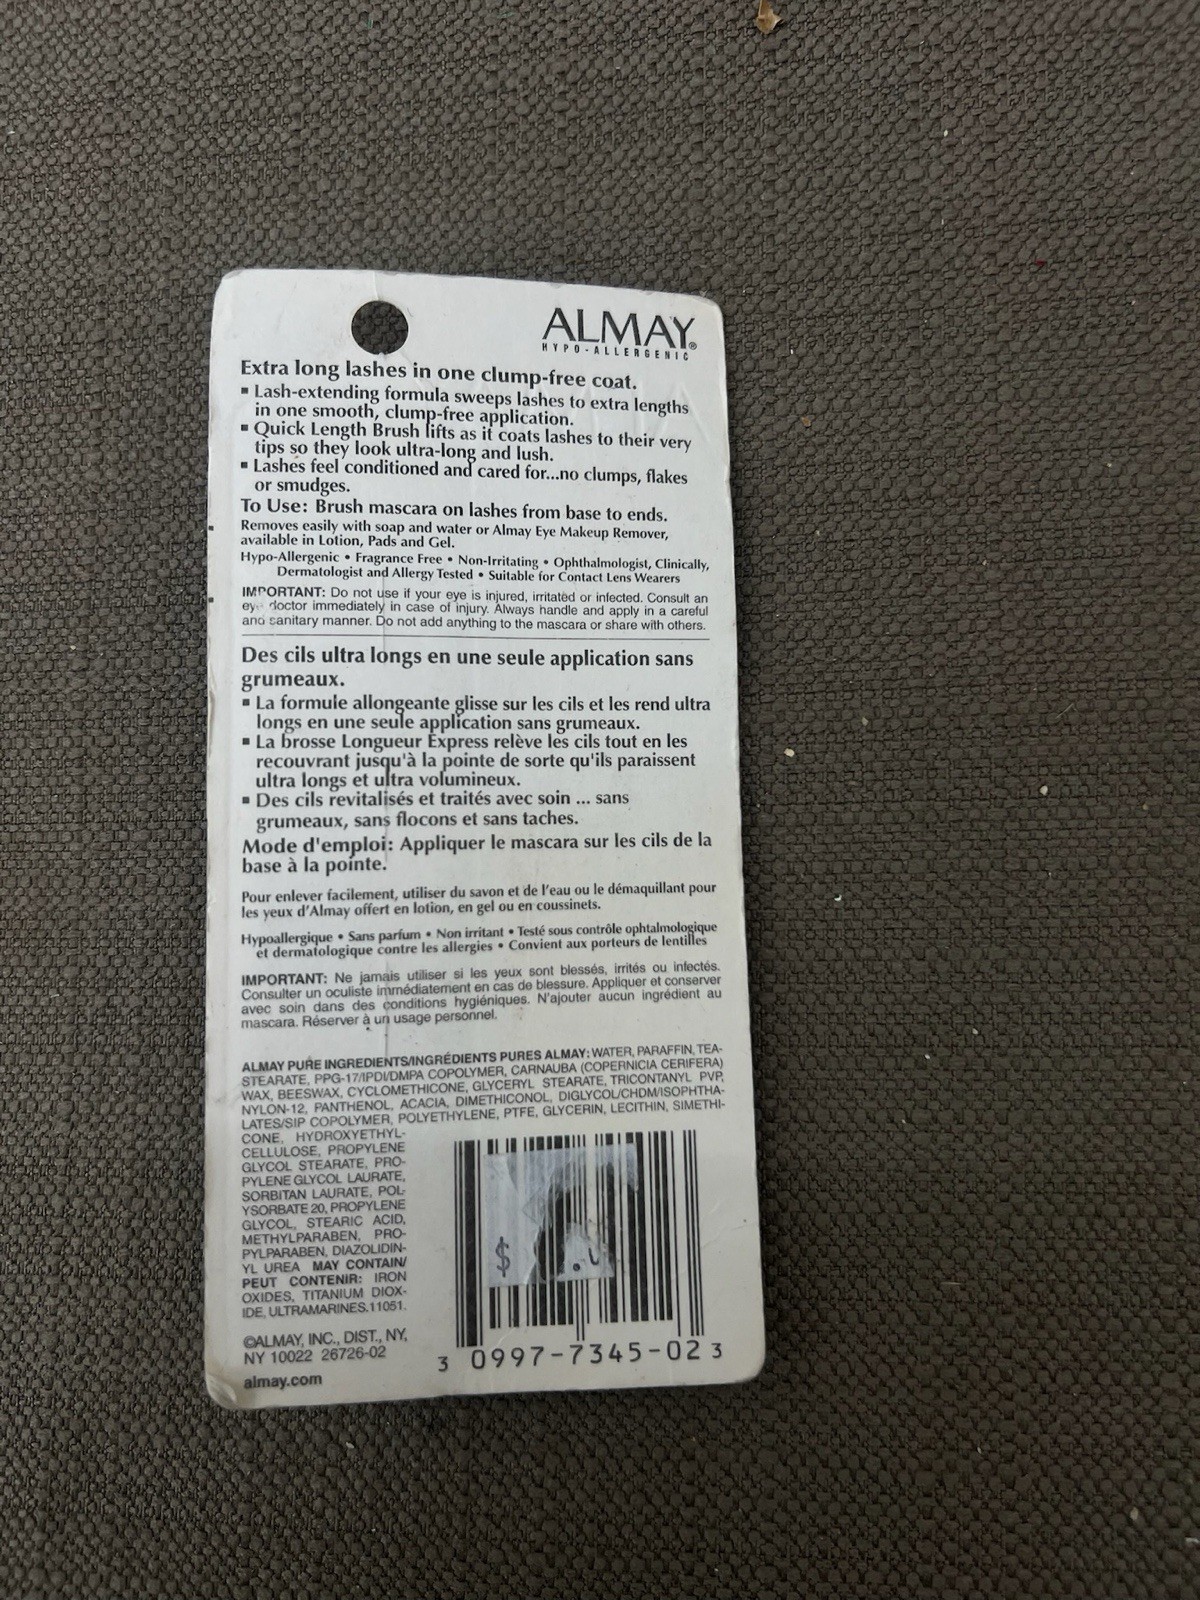 ALMAY®
HYPO-ALLERGENIC
Extra long lashes in one clump-free coat.
▪ Lash-extending formula sweeps lashes to extra lengths
in one smooth, clump-free application.
▪ Quick Length Brush lifts as it coats lashes to their very
tips so they look ultra-long and lush.
▪ Lashes feel conditioned and cared for...no clumps, flakes
or smudges.
To Use: Brush mascara on lashes from base to ends.
Removes easily with soap and water or Almay Eye Makeup Remover,
available in Lotion, Pads and Gel.
Hypo-Allergenic • Fragrance Free • Non-Irritating • Ophthalmologist, Clinically,
Dermatologist and Allergy Tested • Suitable for Contact Lens Wearers
IMPORTANT: Do not use if your eye is injured, irritated or infected. Consult an
eye doctor immediately in case of injury. Always handle and apply in a careful
and sanitary manner. Do not add anything to the mascara or share with others.
Des cils ultra longs en une seule application sans
grumeaux.
▪ La formule allongeante glisse sur les cils et les rend ultra
longs en une seule application sans grumeaux.
▪ La brosse Longueur Express relève les cils tout en les
recouvrant jusqu'à la pointe de sorte qu'ils paraissent
ultra longs et ultra volumineux.
▪ Des cils revitalisés et traités avec soin ... sans
grumeaux, sans flocons et sans taches.
Mode d'emploi: Appliquer le mascara sur les cils de la
base à la pointe.
Pour enlever facilement, utiliser du savon et de l'eau ou le démaquillant pour
les yeux d'Almay offert en lotion, en gel ou en coussinets.
Hypoallergique • Sans parfum • Non irritant • Testé sous contrôle ophtalmologique
et dermatologique contre les allergies • Convient aux porteurs de lentilles
IMPORTANT: Ne jamais utiliser si les yeux sont blessés, irrités ou infectés.
Consulter un oculiste immédiatement en cas de blessure. Appliquer et conserver
avec soin dans des conditions hygiéniques. N'ajouter aucun ingrédient au
mascara. Réserver à un usage personnel.
ALMAY PURE INGREDIENTS/INGRÉDIENTS PURES ALMAY: WATER, PARAFFIN, TEA-
STEARATE, PPG-17/IPDI/DMPA COPOLYMER, CARNAUBA (COPERNICIA CERIFERA)
WAX, BEESWAX, CYCLOMETHICONE, GLYCERYL STEARATE, TRICONTANYL PVP,
NYLON-12, PANTHENOL, ACACIA, DIMETHICONOL, DIGLYCOL/CHDM/ISOPHTHA-
LATES/SIP COPOLYMER, POLYETHYLENE, PTFE, GLYCERIN, LECITHIN, SIMETHI-
CONE, HYDROXYETHYL-
CELLULOSE, PROPYLENE
GLYCOL STEARATE, PRO-
PYLENE GLYCOL LAURATE,
SORBITAN LAURATE, POL-
YSORBATE 20, PROPYLENE
GLYCOL, STEARIC ACID,
METHYLPARABEN, PRO-
PYLPARABEN, DIAZOLIDIN-
YL UREA MAY CONTAIN/
PEUT CONTENIR: IRON
OXIDES, TITANIUM DIOX-
IDE, ULTRAMARINES.11051.
©ALMAY, INC., DIST., NY,
NY 10022 26726-02
almay.com
$
3 0997-7345-02 3